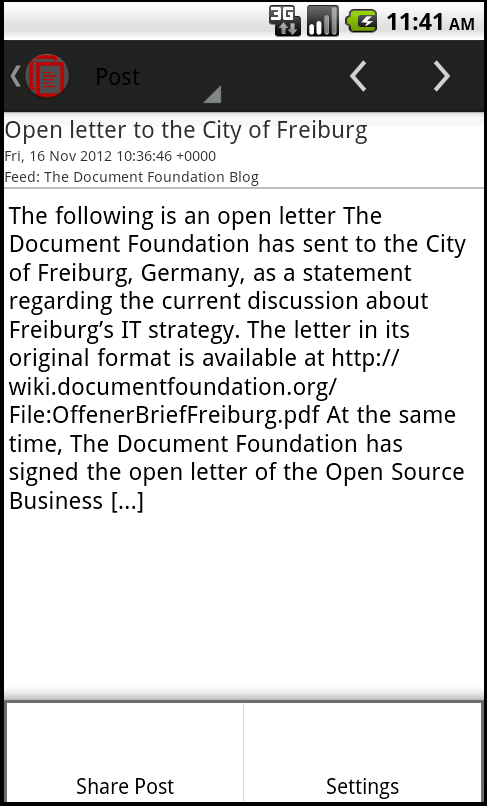 3G 11:41 AM
Post
Open letter to the City of Freiburg
Fri, 16 Nov 2012 10:36:46 +0000
Feed: The Document Foundation Blog
The following is an open letter The
Document Foundation has sent to the City
of Freiburg, Germany, as a statement
regarding the current discussion about
Freiburg’s IT strategy. The letter in its
original format is available at http://
wiki.documentfoundation.org/
File:OffenerBriefFreiburg.pdf At the same
time, The Document Foundation has
signed the open letter of the Open Source
Business [...]
Share Post Settings